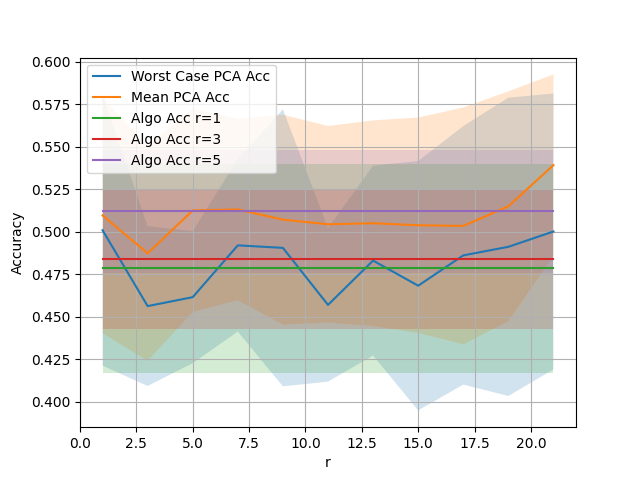 Worst Case PCA Acc
Mean PCA Acc
Algo Acc r=1
Algo Acc r=3
Algo Acc r=5
0.600
0.575
0.550
0.525
0.500
0.475
0.450
0.425
0.400
Accuracy
0.0 2.5 5.0 7.5 10.0 12.5 15.0 17.5 20.0
r